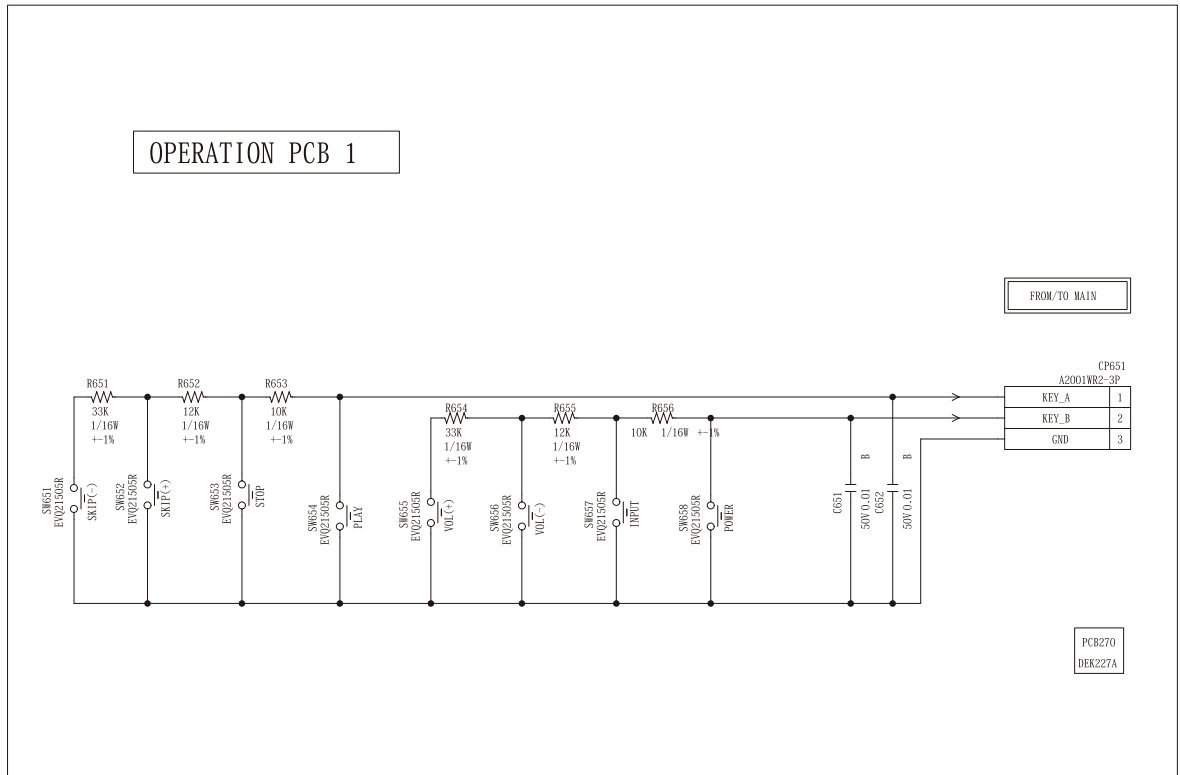 OPERATION PCB 1
FROM/TO MAIN
CP651
A2001WR2-3P
KEY_A 1
KEY_B 2
GND 3
R651
33K
1/16W
+-1%
R652
12K
1/16W
+-1%
R653
10K
1/16W
+-1%
R654
33K
1/16W
+-1%
R655
12K
1/16W
+-1%
R656
10K 1/16W +-1%
SW651
EVQ21505R
SKIP(-)
SW652
EVQ21505R
SKIP(+)
SW653
EVQ21505R
STOP
SW654
EVQ21505R
PLAY
SW655
EVQ21505R
VOL(+)
SW656
EVQ21505R
VOL(-)
SW657
EVQ21505R
INPUT
SW658
EVQ21505R
POWER
C651
50V 0.01 B
C652
50V 0.01 B
PCB270
DEK227A